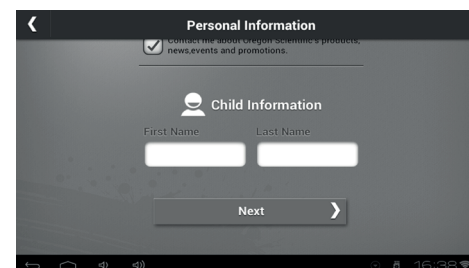 Personal Information
Contact me about Oregon Scientific's products,
news,events and promotions.
Child Information
First Name Last Name
Next
16:38